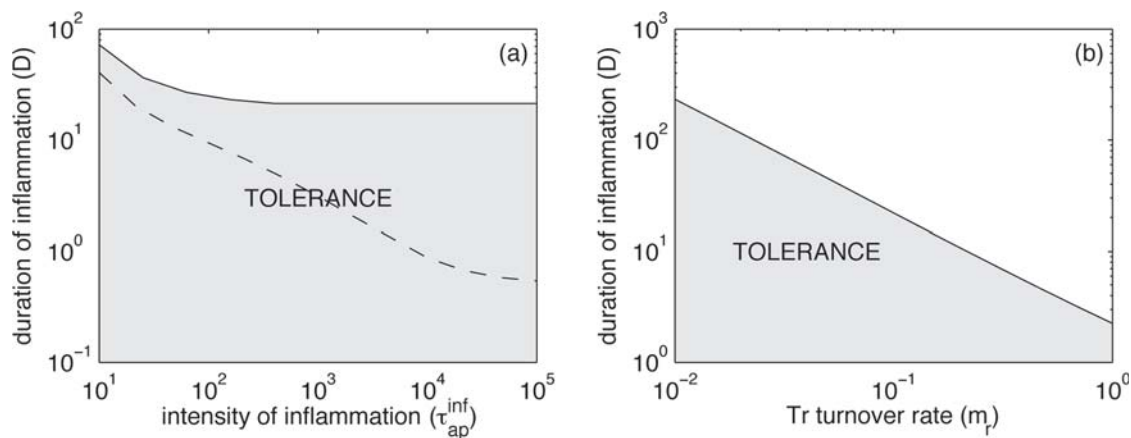 (a)
duration of inflammation (D)
10^2
10^1
10^0
10^-1
TOLERANCE
10^1 10^2 10^3 10^4 10^5
intensity of inflammation (τ_ap^inf)
(b)
duration of inflammation (D)
10^3
10^2
10^1
10^0
TOLERANCE
10^-2 10^-1 10^0
Tr turnover rate (m_r)